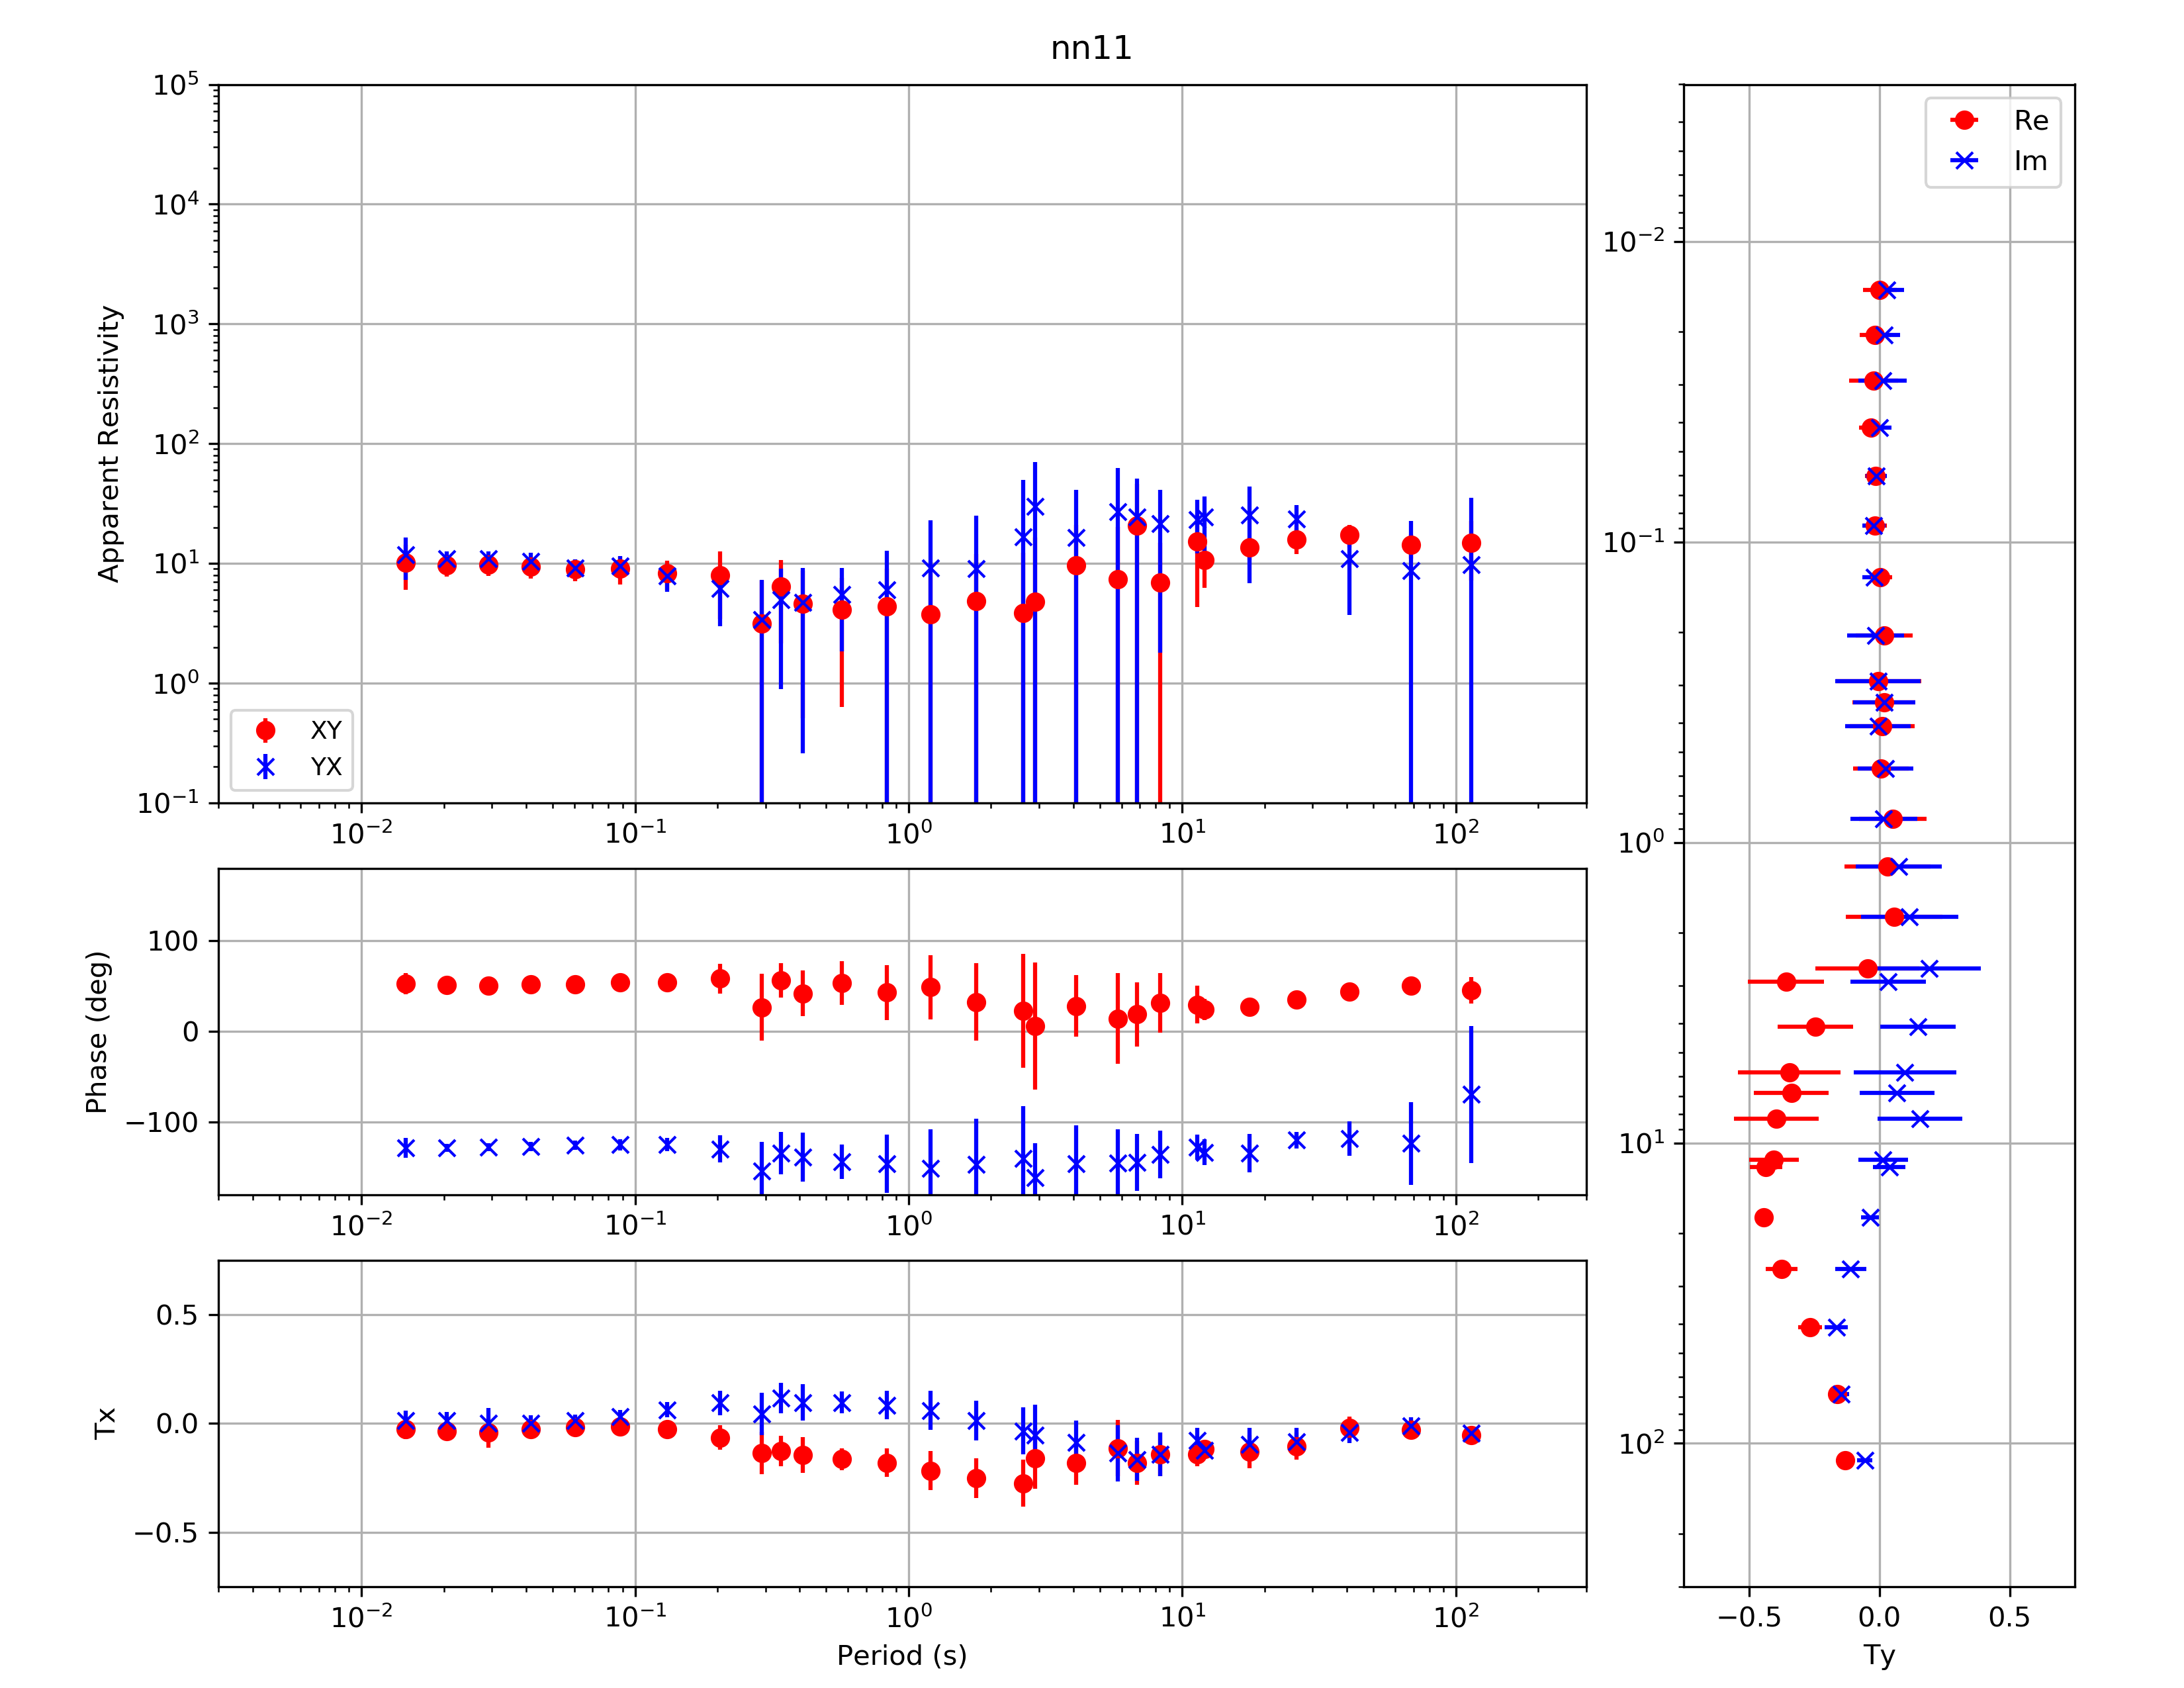 nn11
10⁵
10⁴
10³
10²
10¹
10⁰
10⁻¹
Apparent Resistivity
XY
YX
10⁻² 10⁻¹ 10⁰ 10¹ 10²
100
0
−100
Phase (deg)
10⁻² 10⁻¹ 10⁰ 10¹ 10²
0.5
0.0
−0.5
Tx
10⁻² 10⁻¹ 10⁰ 10¹ 10²
Period (s)
Re
Im
10⁻²
10⁻¹
10⁰
10¹
10²
−0.5 0.0 0.5
Ty